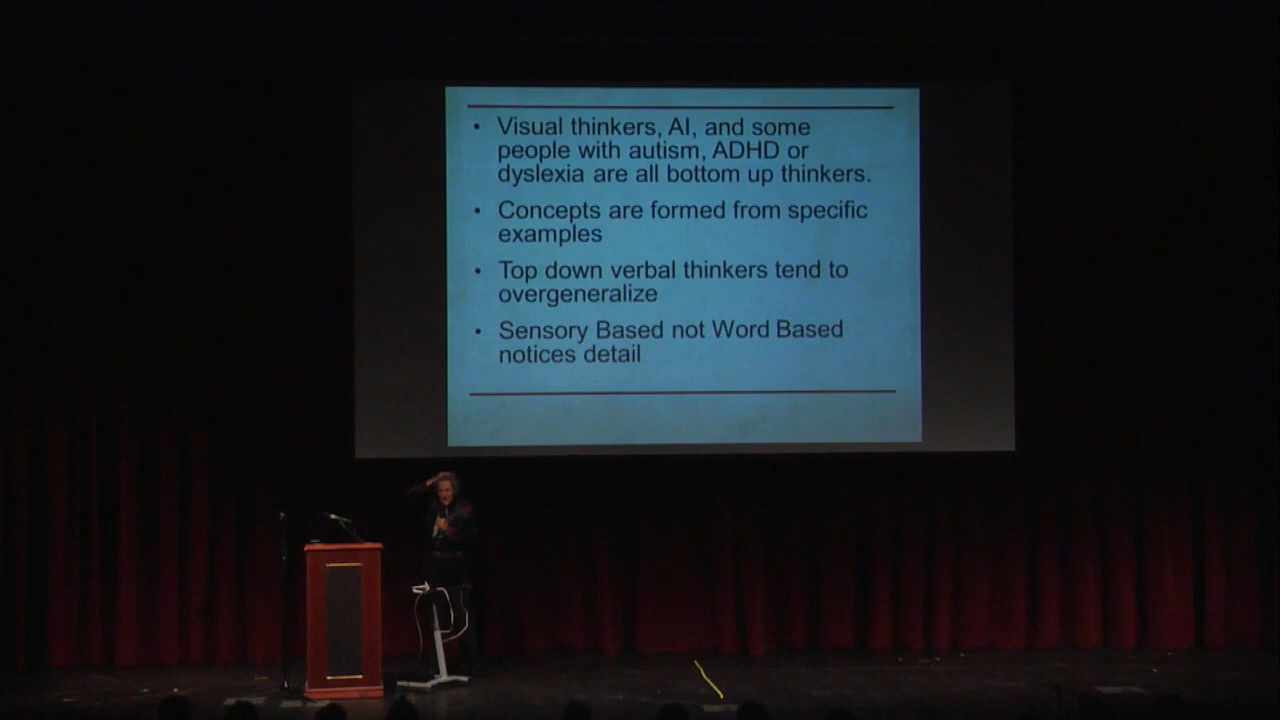 • Visual thinkers, AI, and some
people with autism, ADHD or
dyslexia are all bottom up thinkers.
• Concepts are formed from specific
examples
• Top down verbal thinkers tend to
overgeneralize
• Sensory Based not Word Based
notices detail